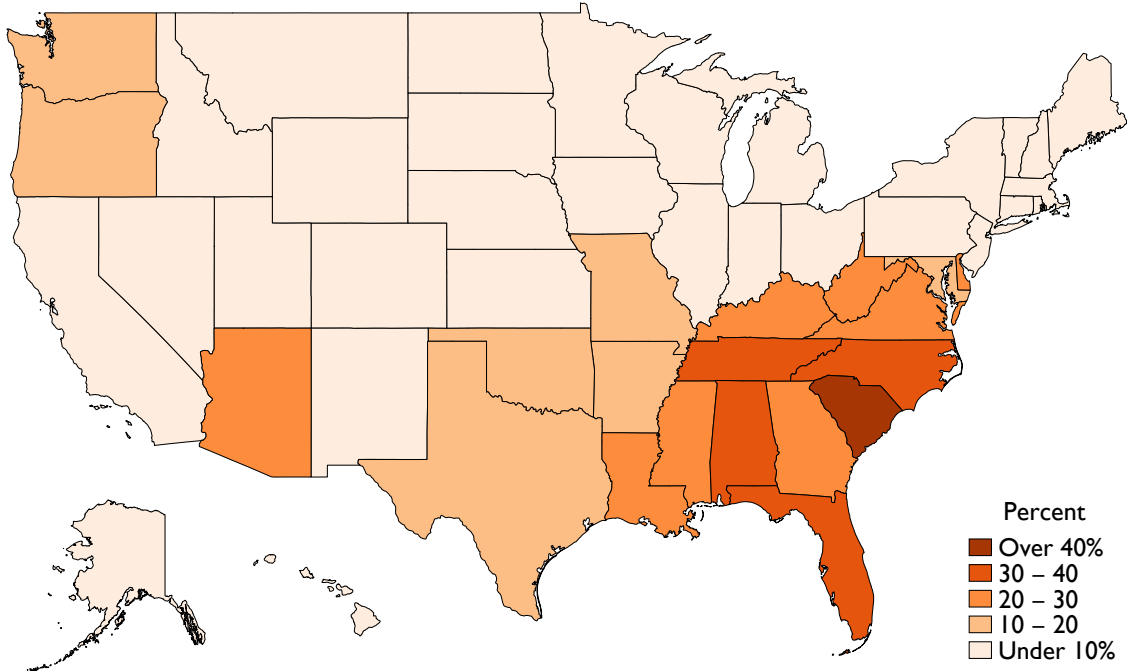 Percent
Over 40%
30 – 40
20 – 30
10 – 20
Under 10%